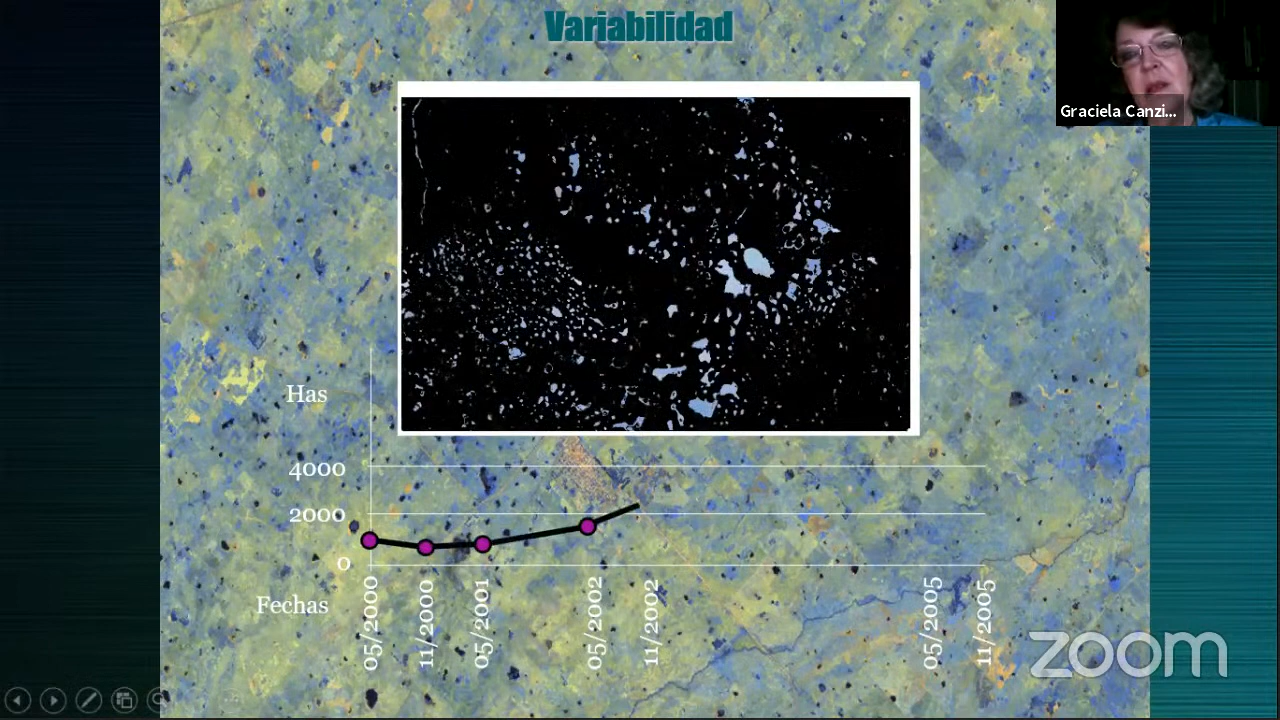 Variabilidad
Graciela Canzi...
Has
4000
2000
0
Fechas
05/2000
11/2000
05/2001
05/2002
11/2002
05/2005
11/2005
zoom